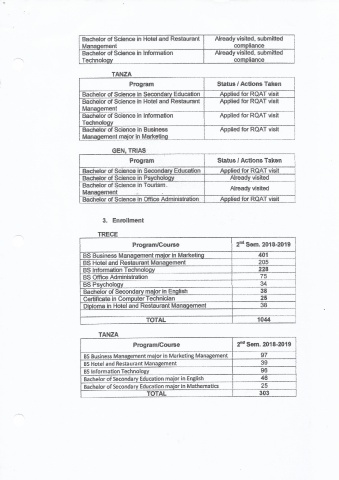 Bachelor of Science in Hotel and Restaurant Already visited, submitted
Management compliance
Bachelor of Science in Information Already visited, submitted
Technology compliance
TANZA
Program Status / Actions Taken
Bachelor of Science in Secondary Education Applied for RQAT visit
Bachelor of Science in Hotel and Restaurant Applied for RQAT visit
Management
Bachelor of Science in Information Applied for RQAT visit
Technology
Bachelor of Science in Business Applied for RQAT visit
Management major in Marketing
GEN, TRIAS
Program Status / Actions Taken
Bachelor of Science in Secondary Education Applied for RQAT visit
Bachelor of Science in Psychology Already visited
Bachelor of Science in Tourism Already visited
Management
Bachelor of Science in Office Administration Applied for RQAT visit
3. Enrollment
TRECE
Program/Course 2nd Sem. 2018-2019
BS Business Management major in Marketing 401
BS Hotel and Restaurant Management 205
BS Information Technology 228
BS Office Administration 75
BS Psychology 34
Bachelor of Secondary major in English 38
Certificate in Computer Technician 25
Diploma in Hotel and Restaurant Management 38
TOTAL 1044
TANZA
Program/Course 2nd Sem. 2018-2019
BS Business Management major in Marketing Management 97
BS Hotel and Restaurant Management 39
BS Information Technology 96
Bachelor of Secondary Education major in English 46
Bachelor of Secondary Education major in Mathematics 25
TOTAL 303